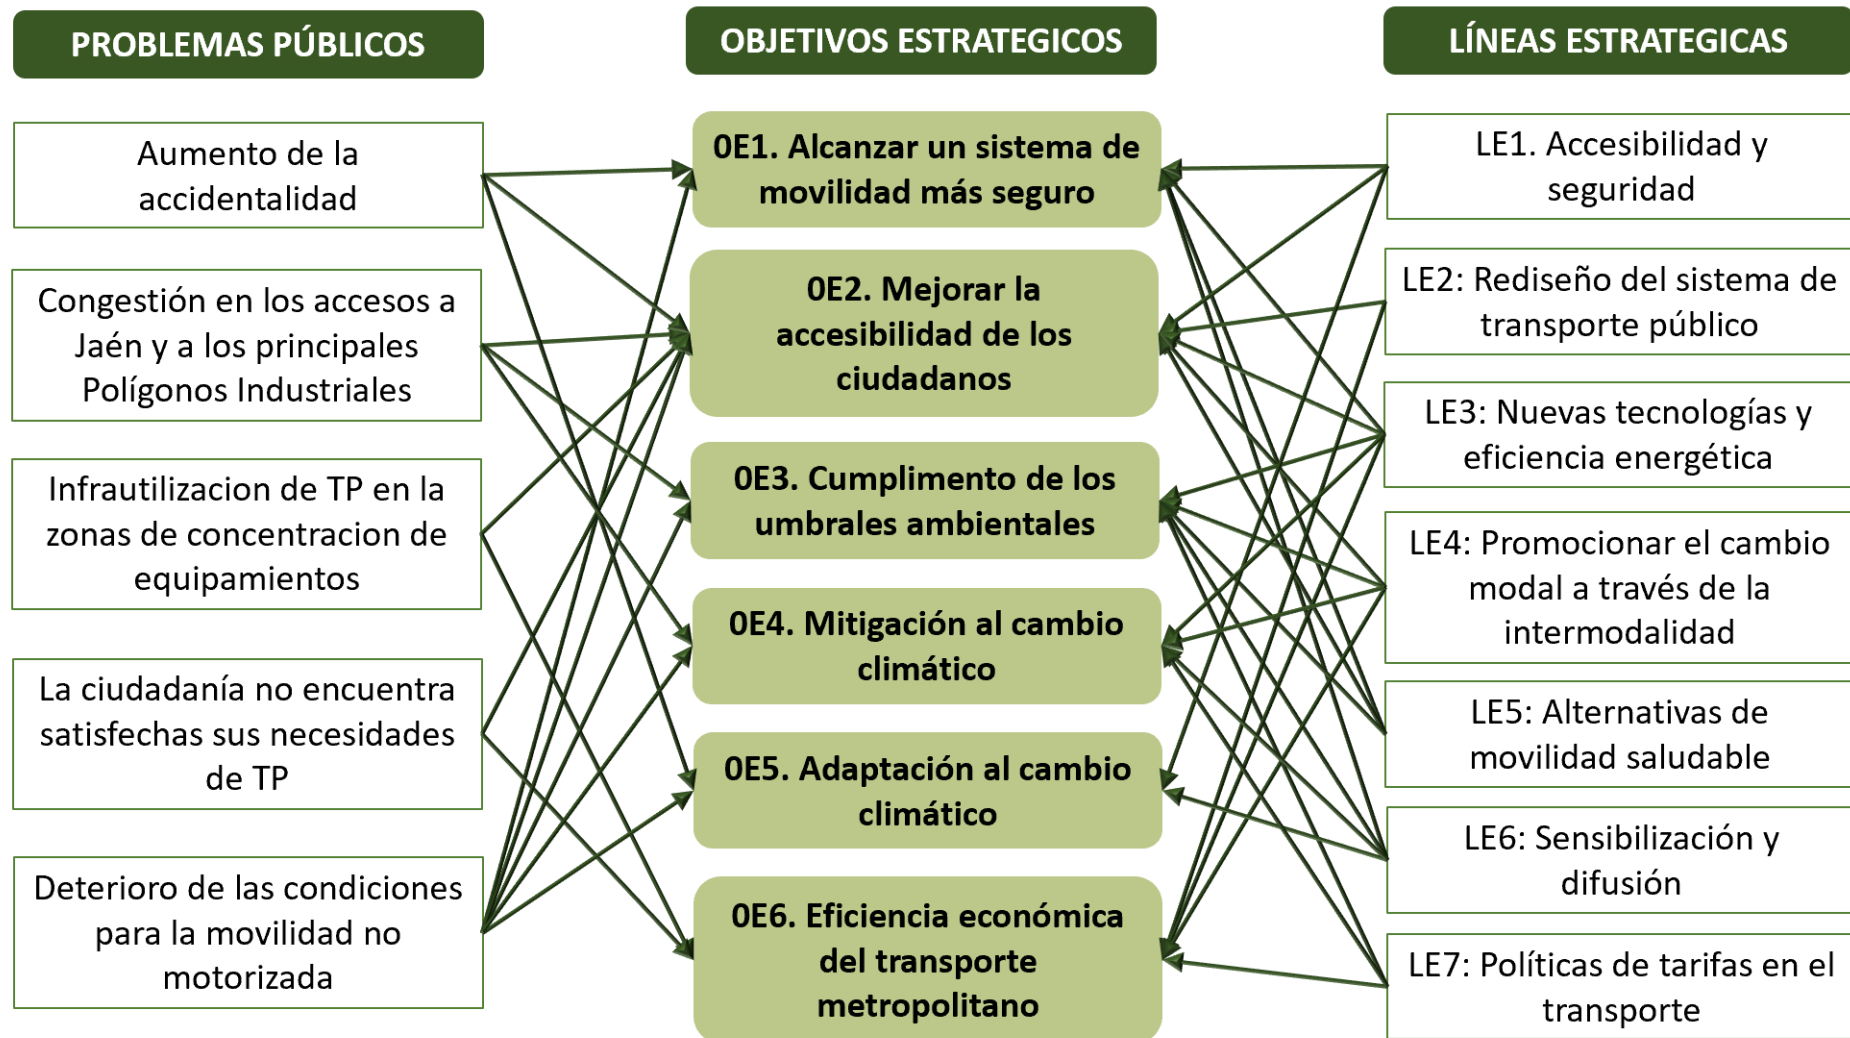 PROBLEMAS PÚBLICOS
Aumento de la
accidentalidad
Congestión en los accesos a
Jaén y a los principales
Polígonos Industriales
Infrautilizacion de TP en la
zonas de concentracion de
equipamientos
La ciudadanía no encuentra
satisfechas sus necesidades
de TP
Deterioro de las condiciones
para la movilidad no
motorizada
OBJETIVOS ESTRATEGICOS
0E1. Alcanzar un sistema de
movilidad más seguro
0E2. Mejorar la
accesibilidad de los
ciudadanos
0E3. Cumplimento de los
umbrales ambientales
0E4. Mitigación al cambio
climático
0E5. Adaptación al cambio
climático
0E6. Eficiencia económica
del transporte
metropolitano
LÍNEAS ESTRATEGICAS
LE1. Accesibilidad y
seguridad
LE2: Rediseño del sistema de
transporte público
LE3: Nuevas tecnologías y
eficiencia energética
LE4: Promocionar el cambio
modal a través de la
intermodalidad
LE5: Alternativas de
movilidad saludable
LE6: Sensibilización y
difusión
LE7: Políticas de tarifas en el
transporte